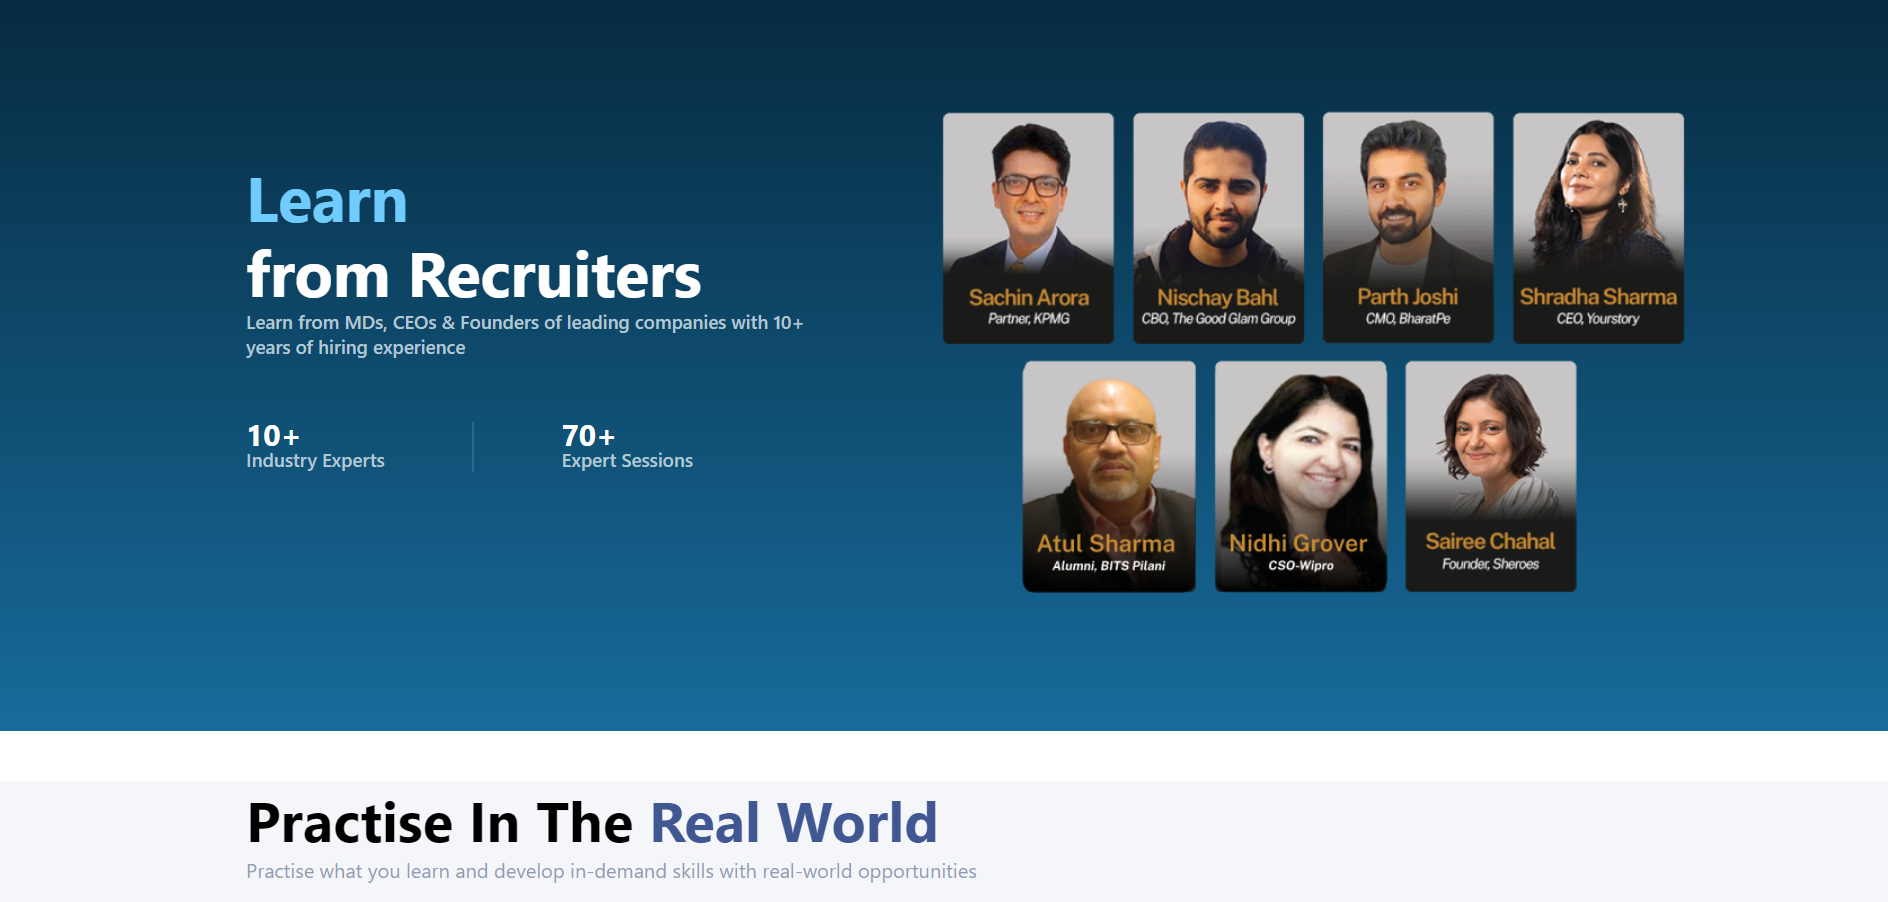 Learn
from Recruiters
Learn from MDs, CEOs & Founders of leading companies with 10+
years of hiring experience
10+
Industry Experts
70+
Expert Sessions
Sachin Arora
Partner, KPMG
Nischay Bahl
CBO, The Good Glam Group
Parth Joshi
CMO, BharatPe
Shradha Sharma
CEO, Yourstory
Atul Sharma
Alumni, BITS Pilani
Nidhi Grover
CSO-Wipro
Sairee Chahal
Founder, Sheroes
Practise In The Real World
Practise what you learn and develop in-demand skills with real-world opportunities